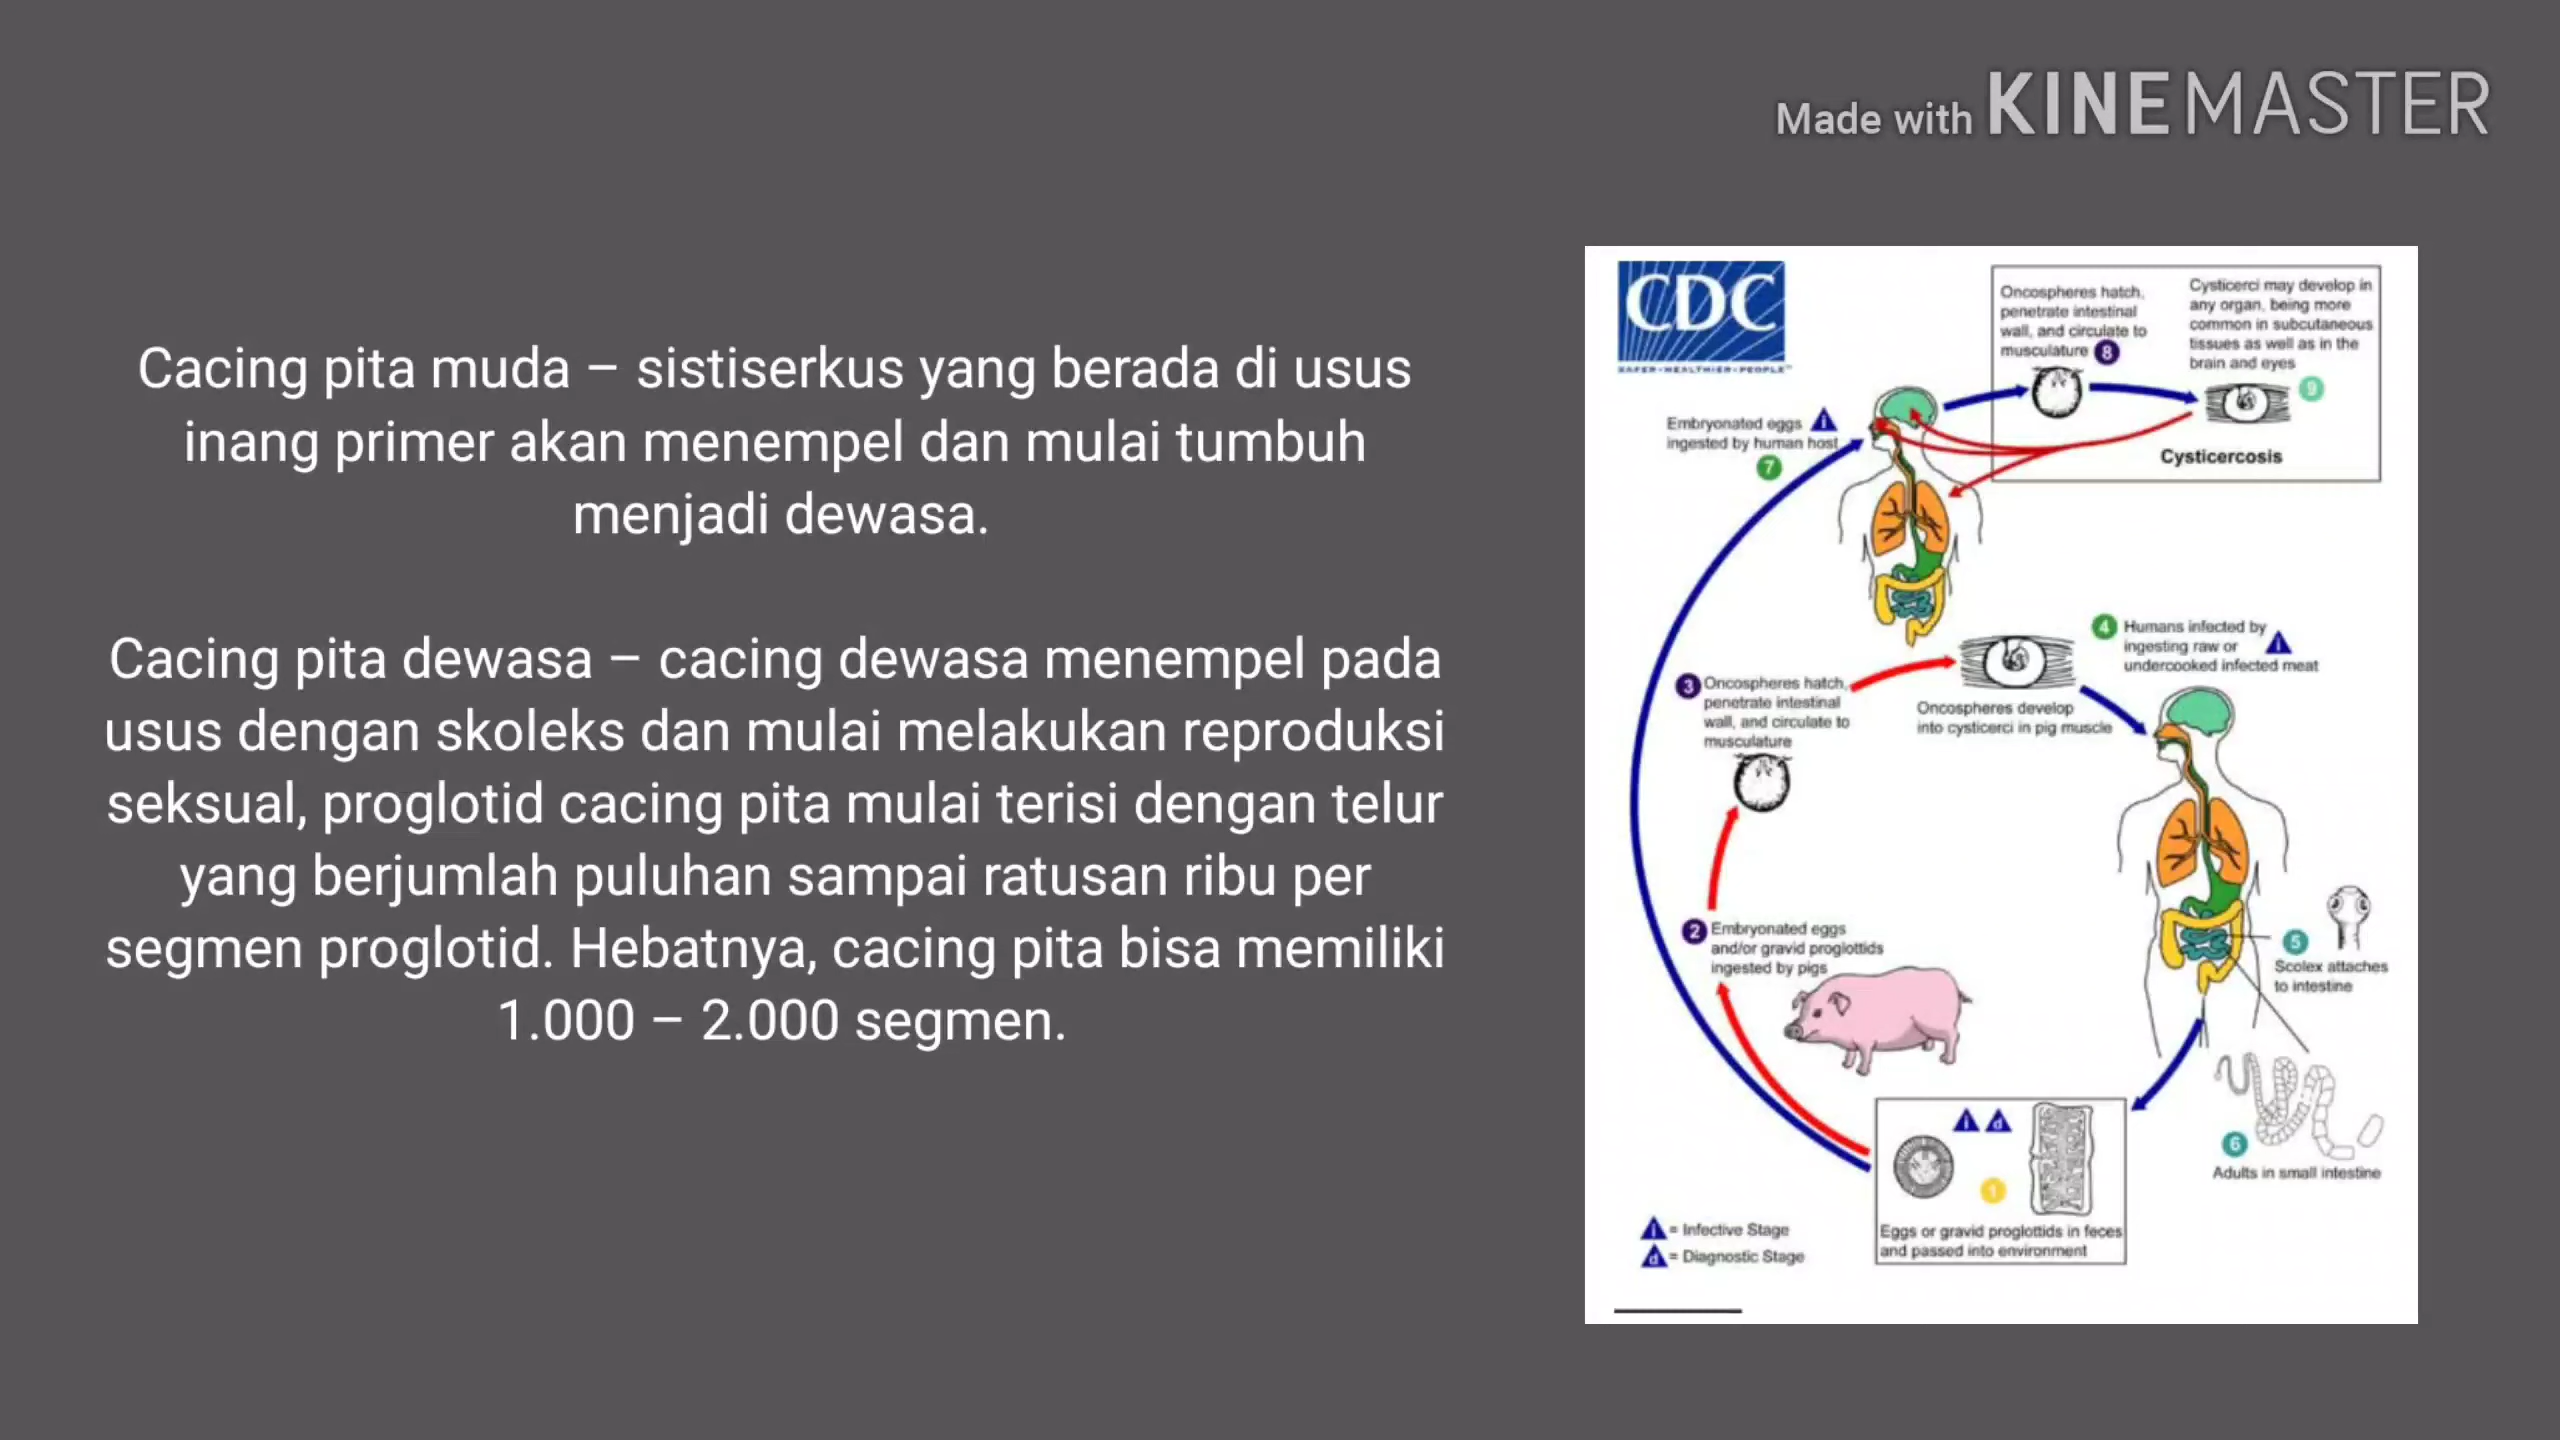 Made with KINEMASTER
Cacing pita muda – sistiserkus yang berada di usus
inang primer akan menempel dan mulai tumbuh
menjadi dewasa.
Cacing pita dewasa – cacing dewasa menempel pada
usus dengan skoleks dan mulai melakukan reproduksi
seksual, proglotid cacing pita mulai terisi dengan telur
yang berjumlah puluhan sampai ratusan ribu per
segmen proglotid. Hebatnya, cacing pita bisa memiliki
1.000 – 2.000 segmen.
CDC
SAFER•HEALTHIER•PEOPLE™
Oncospheres hatch,
penetrate intestinal
wall, and circulate to
musculature 8
Cysticerci may develop in
any organ, being more
common in subcutaneous
tissues as well as in the
brain and eyes
9
Cysticercosis
Embryonated eggs i
ingested by human host
7
4 Humans infected by
ingesting raw or i
undercooked infected meat
3 Oncospheres hatch,
penetrate intestinal
wall, and circulate to
musculature
Oncospheres develop
into cysticerci in pig muscle
2 Embryonated eggs
and/or gravid proglottids
ingested by pigs
5
Scolex attaches
to intestine
6
Adults in small intestine
i d
1
Eggs or gravid proglottids in feces
and passed into environment
i = Infective Stage
d = Diagnostic Stage